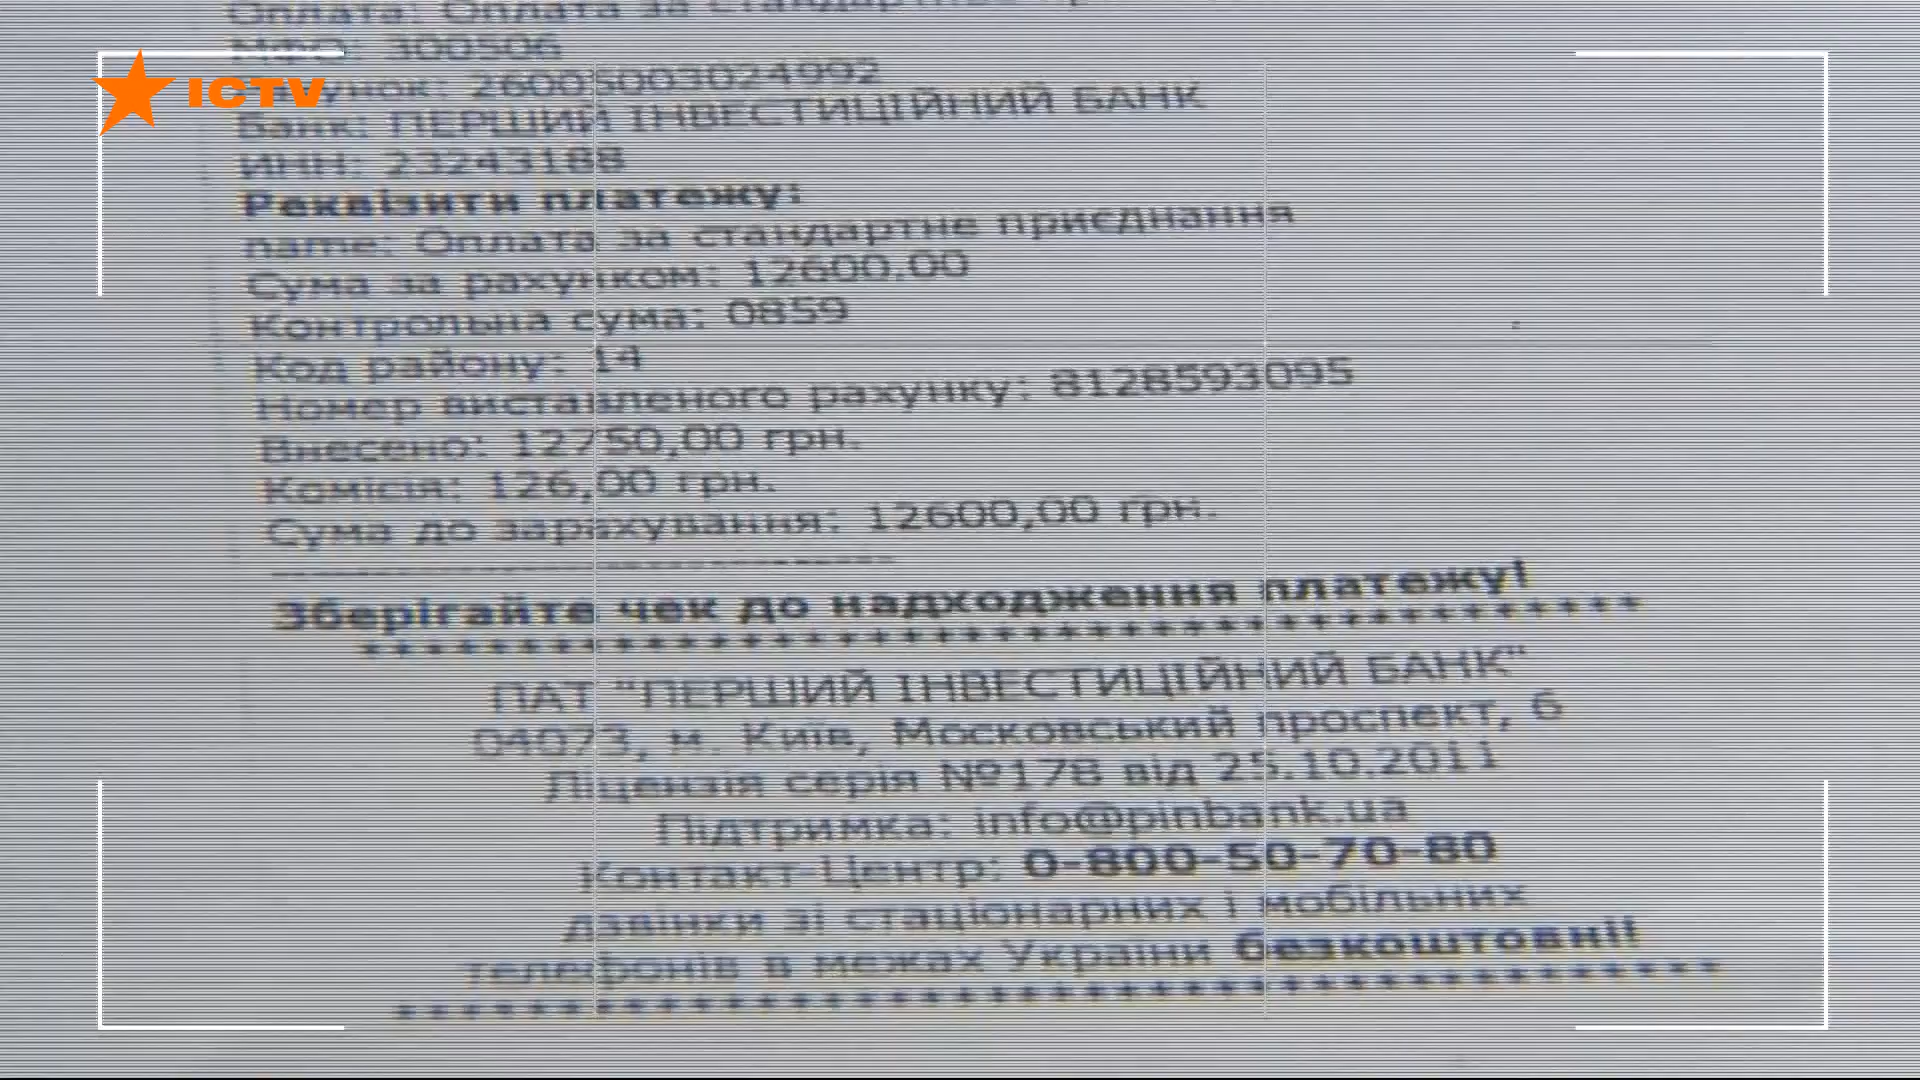 Оплата: Оплата за стандартне
МФО: 300506
ICTV
Рахунок: 26005003024992
Банк: ПЕРШИЙ ІНВЕСТИЦІЙНИЙ БАНК
ИНН: 23243188
Реквізити платежу:
name: Оплата за стандартне приєднання
Сума за рахунком: 12600.00
Контрольна сума: 0859
Код району: 14
Номер виставленого рахунку: 8128593095
Внесено: 12750,00 грн.
Комісія: 126,00 грн.
Сума до зарахування: 12600,00 грн.
Зберігайте чек до надходження платежу!
ПАТ "ПЕРШИЙ ІНВЕСТИЦІЙНИЙ БАНК"
04073, м. Київ, Московський проспект, 6
Ліцензія серія №178 від 25.10.2011
Підтримка: info@pinbank.ua
Контакт-Центр: 0-800-50-70-80
дзвінки зі стаціонарних і мобільних
телефонів в межах України безкоштовні!